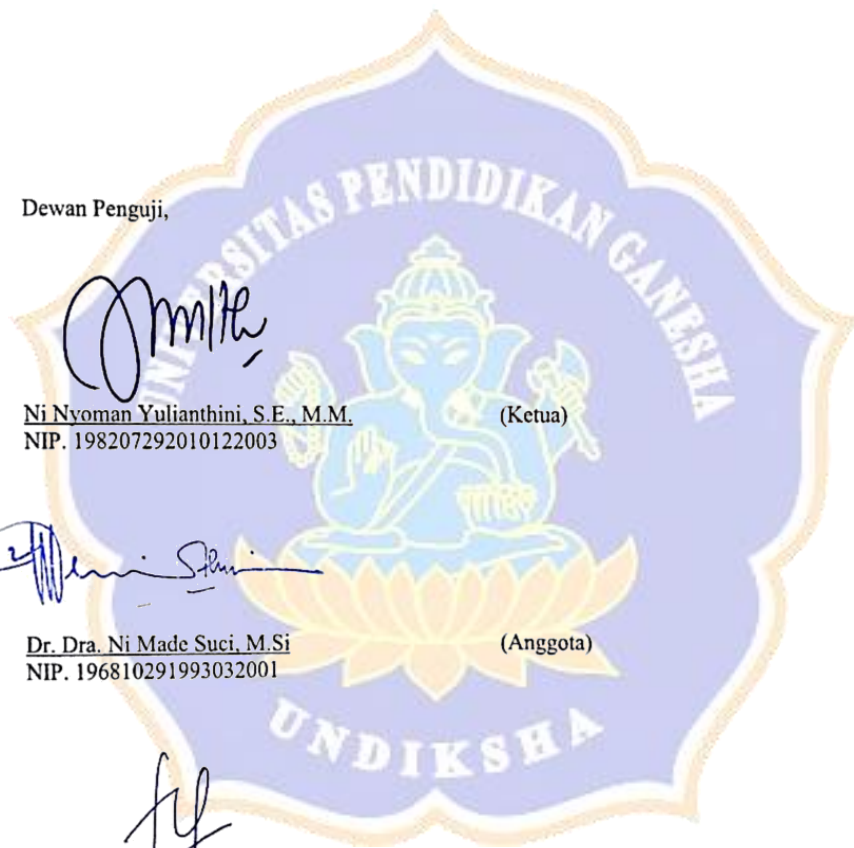 UNIVERSITAS PENDIDIKAN GANESHA
Dewan Penguji,
Ni Nyoman Yulianthini, S.E., M.M. (Ketua)
NIP. 198207292010122003
Dr. Dra. Ni Made Suci, M.Si (Anggota)
NIP. 196810291993032001
UNDIKSHA